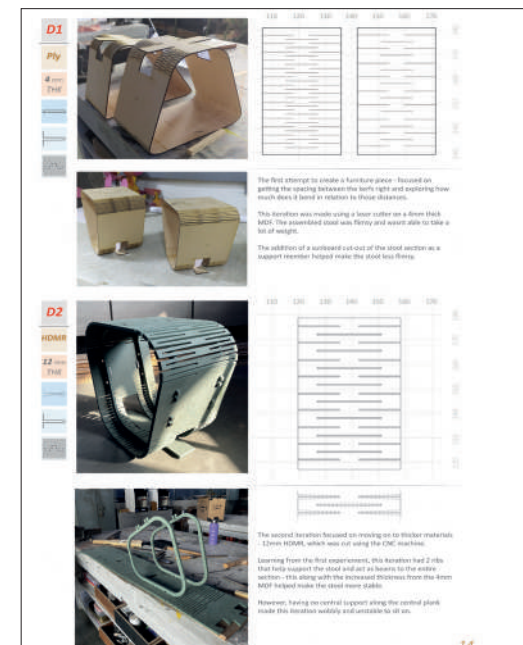 D1
Ply
4 mm
THK
110 120 130 140 150 160 170
The first attempt to create a furniture piece - focused on
getting the spacing between the kerfs right and exploring how
much does it bend in relation to those distances.
This iteration was made using a laser cutter on a 4mm thick
MDF. The assembled stool was flimsy and wasnt able to take a
lot of weight.
The addition of a sunboard cut-out of the stool section as a
support member helped make the stool less flimsy.
D2
HDMR
12 mm
THK
110 120 130 140 150 160 170
The second iteration focused on moving on to thicker materials
- 12mm HDMR, which was cut using the CNC machine.
Learning from the first experiement, this iteration had 2 ribs
that help support the stool and act as beams to the entire
section - this along with the increased thickness from the 4mm
MDF helped make the stool more stable.
However, having no central support along the central plank
made this iteration wobbly and unstable to sit on.
14